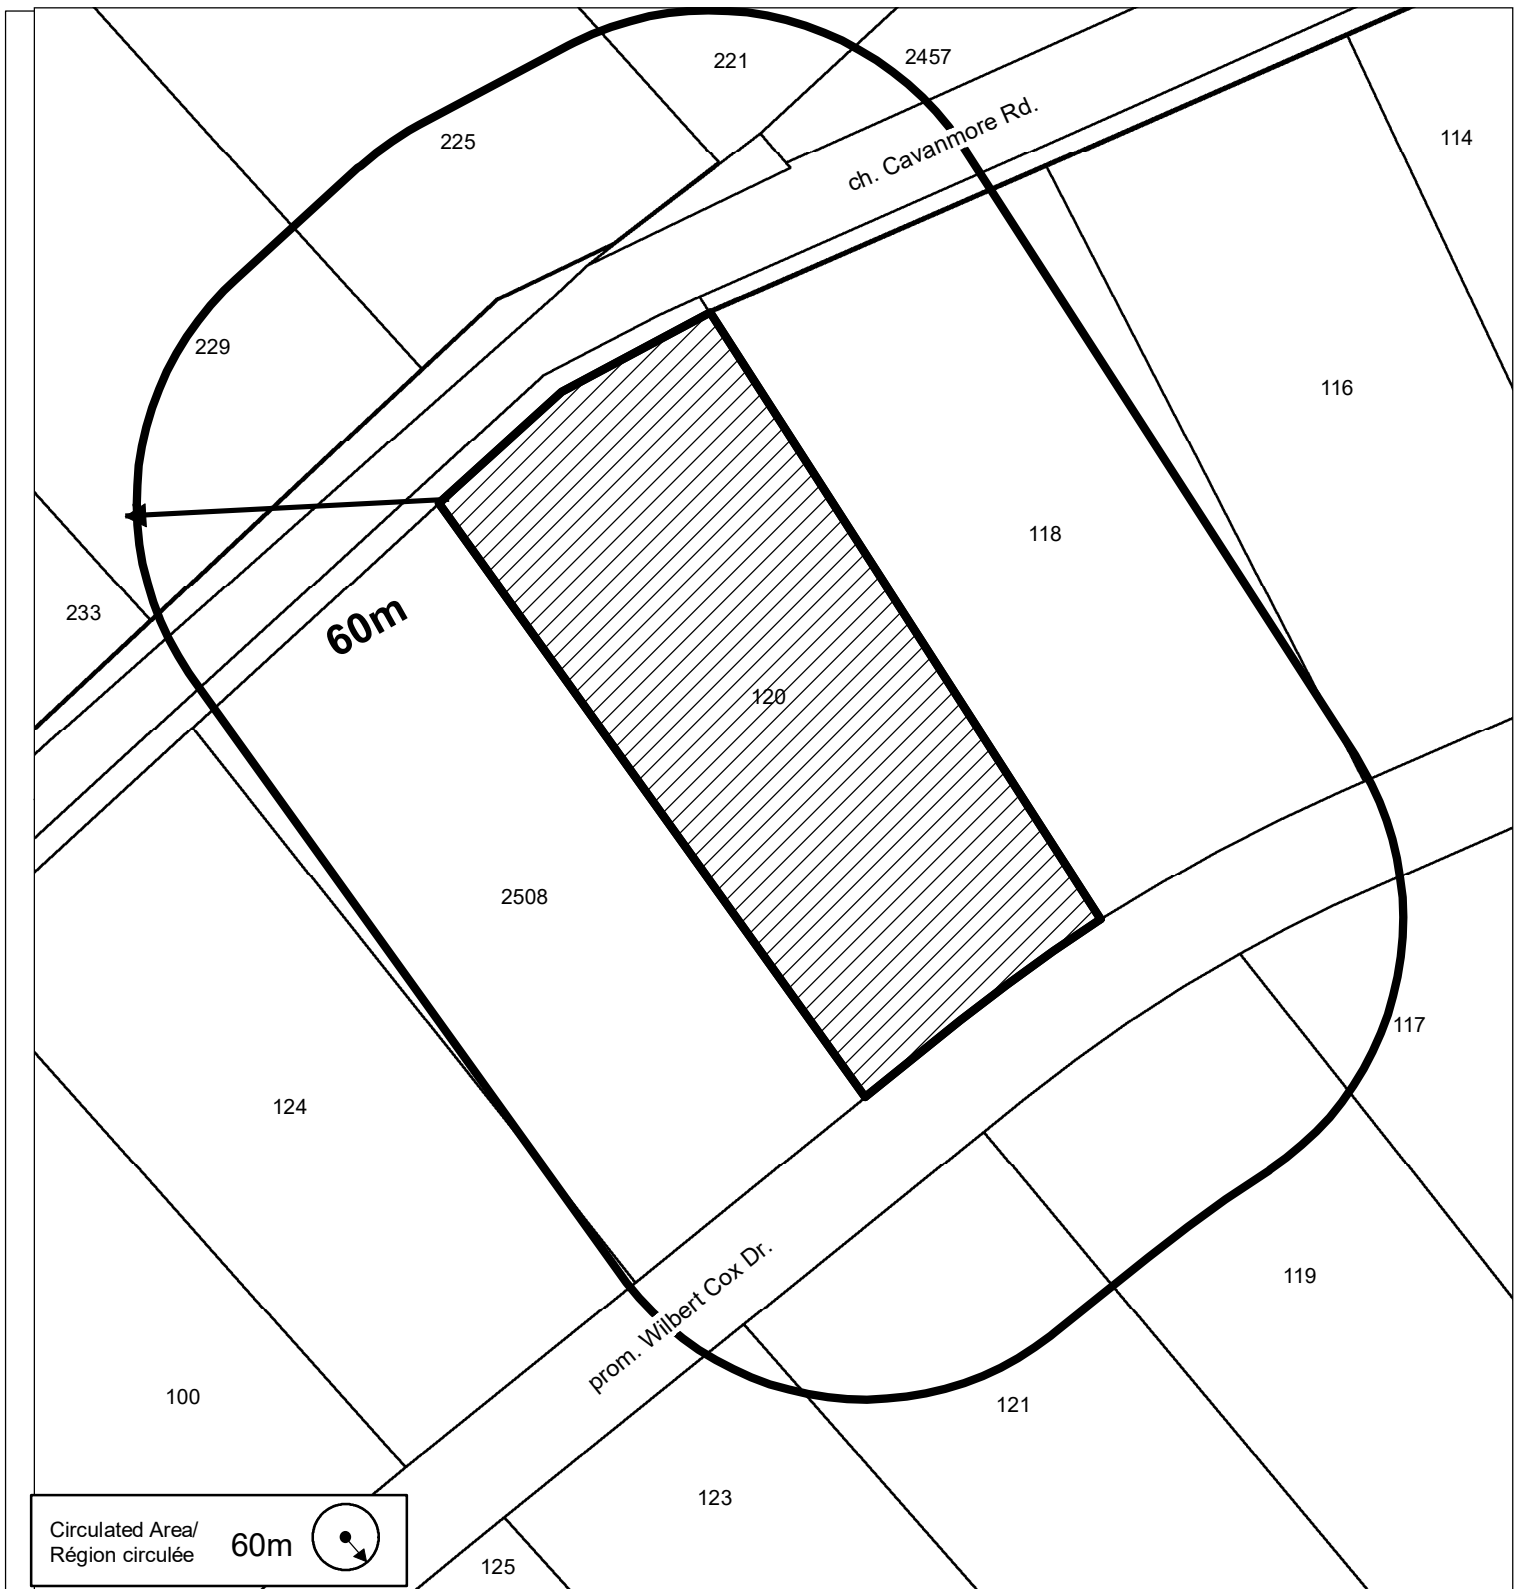 2457
221
114
ch. Cavanmore Rd.
225
229
116
118
233
60m
120
2508
117
124
prom. Wilbert Cox Dr.
119
100
121
123
Circulated Area/
Région circulée
60m
125